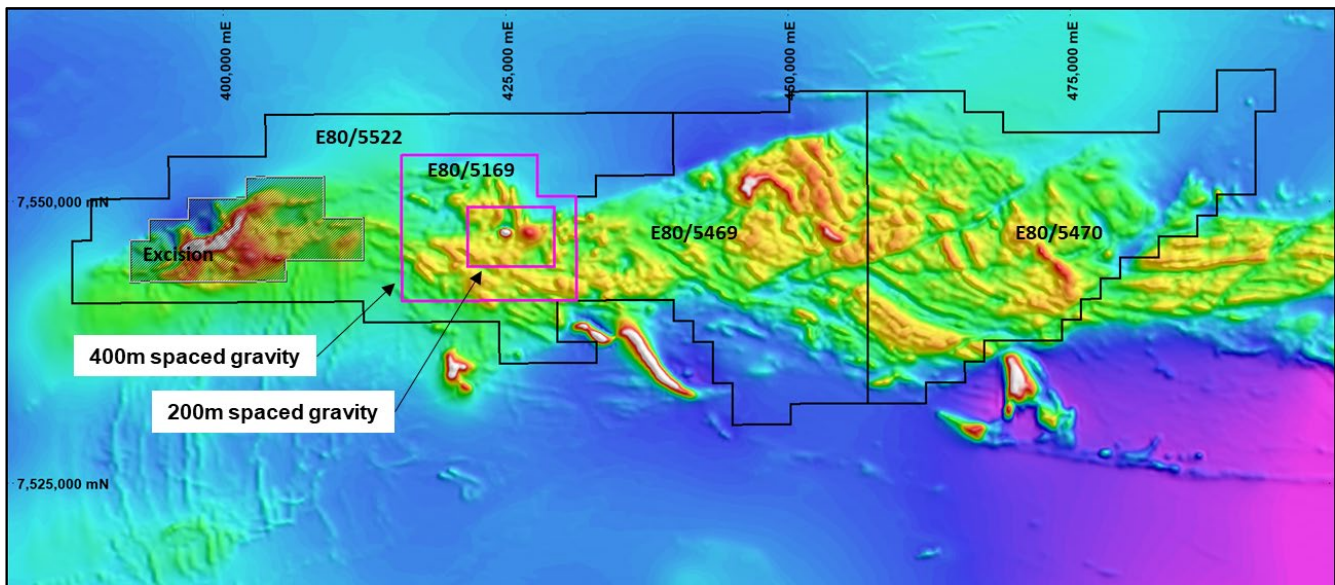 400,000 mE
425,000 mE
450,000 mE
475,000 mE
E80/5522
E80/5169
7,550,000 mN
E80/5469
E80/5470
Excision
400m spaced gravity
200m spaced gravity
7,525,000 mN